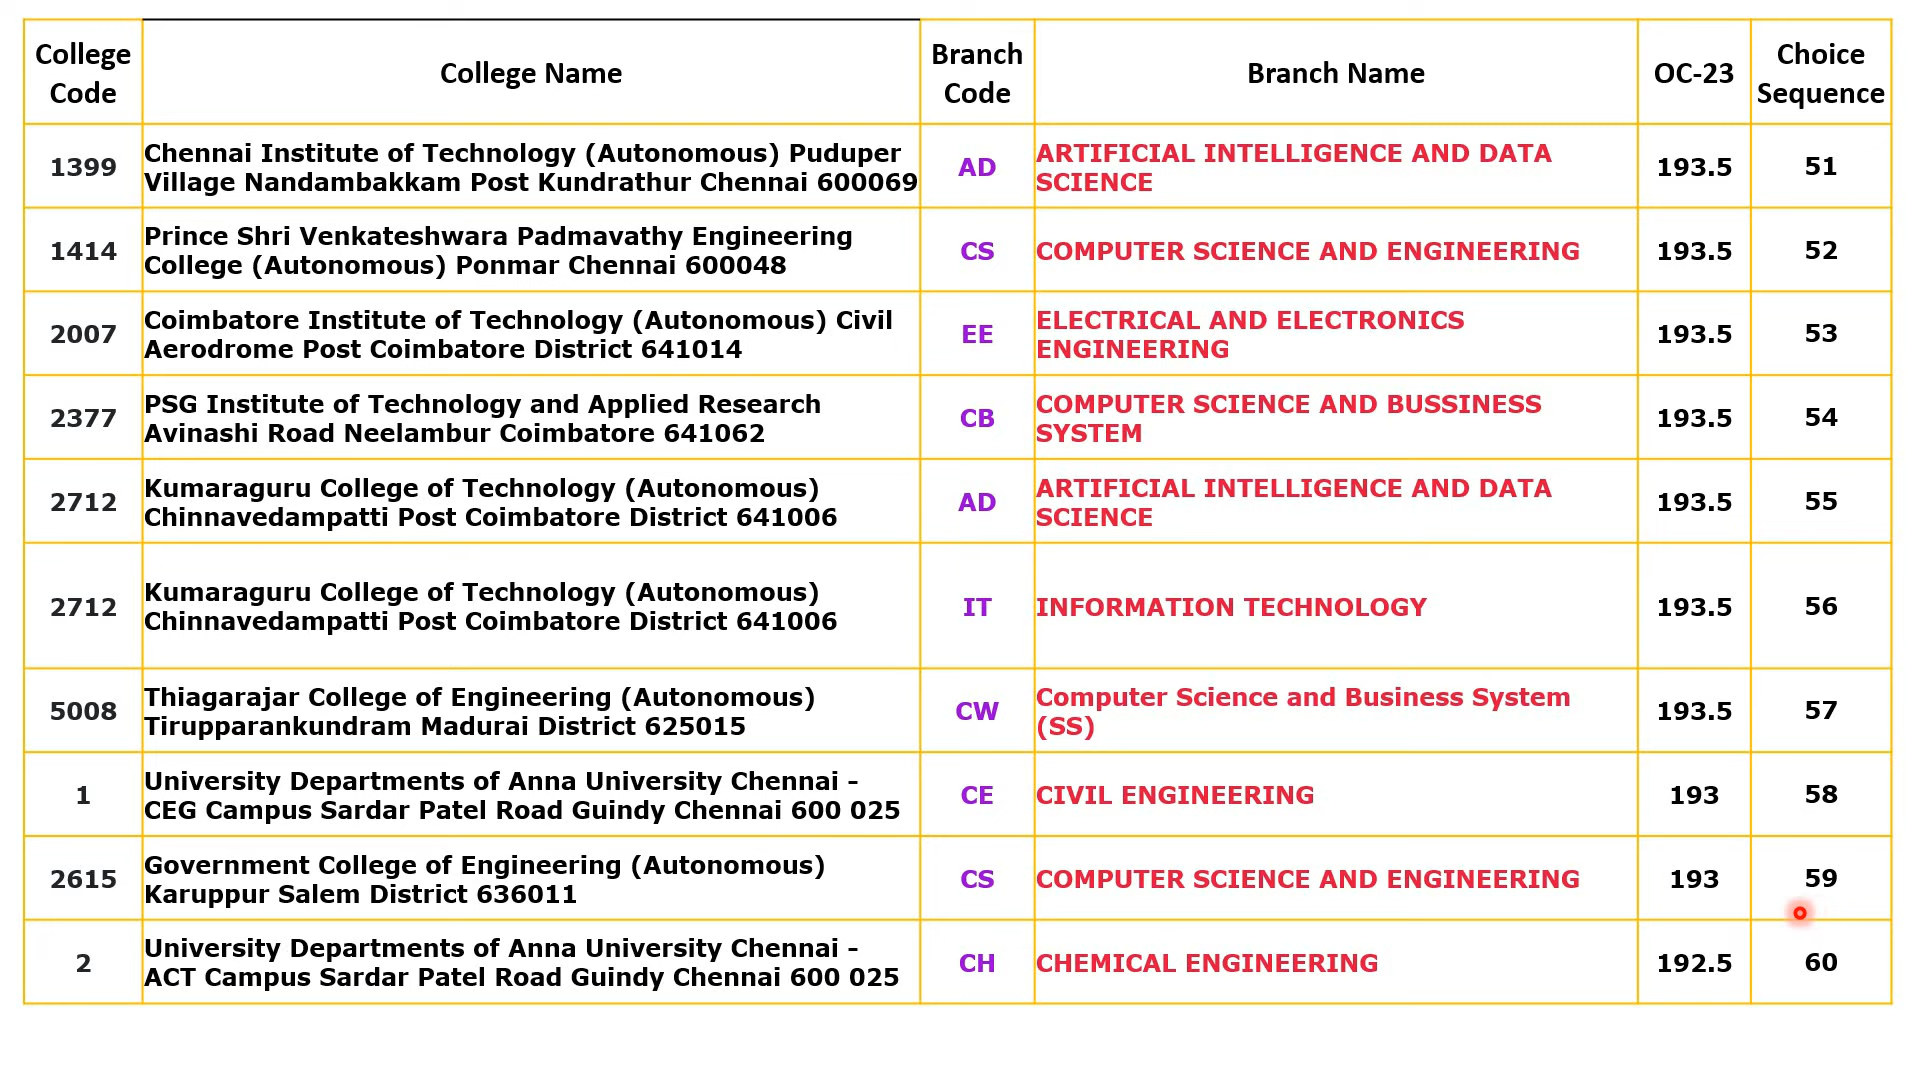 College Code
College Name
Branch Code
Branch Name
OC-23
Choice Sequence
1399
Chennai Institute of Technology (Autonomous) Puduper
Village Nandambakkam Post Kundrathur Chennai 600069
AD
ARTIFICIAL INTELLIGENCE AND DATA
SCIENCE
193.5
51
1414
Prince Shri Venkateshwara Padmavathy Engineering
College (Autonomous) Ponmar Chennai 600048
CS
COMPUTER SCIENCE AND ENGINEERING
193.5
52
2007
Coimbatore Institute of Technology (Autonomous) Civil
Aerodrome Post Coimbatore District 641014
EE
ELECTRICAL AND ELECTRONICS
ENGINEERING
193.5
53
2377
PSG Institute of Technology and Applied Research
Avinashi Road Neelambur Coimbatore 641062
CB
COMPUTER SCIENCE AND BUSSINESS
SYSTEM
193.5
54
2712
Kumaraguru College of Technology (Autonomous)
Chinnavedampatti Post Coimbatore District 641006
AD
ARTIFICIAL INTELLIGENCE AND DATA
SCIENCE
193.5
55
2712
Kumaraguru College of Technology (Autonomous)
Chinnavedampatti Post Coimbatore District 641006
IT
INFORMATION TECHNOLOGY
193.5
56
5008
Thiagarajar College of Engineering (Autonomous)
Tirupparankundram Madurai District 625015
CW
Computer Science and Business System
(SS)
193.5
57
1
University Departments of Anna University Chennai -
CEG Campus Sardar Patel Road Guindy Chennai 600 025
CE
CIVIL ENGINEERING
193
58
2615
Government College of Engineering (Autonomous)
Karuppur Salem District 636011
CS
COMPUTER SCIENCE AND ENGINEERING
193
59
2
University Departments of Anna University Chennai -
ACT Campus Sardar Patel Road Guindy Chennai 600 025
CH
CHEMICAL ENGINEERING
192.5
60